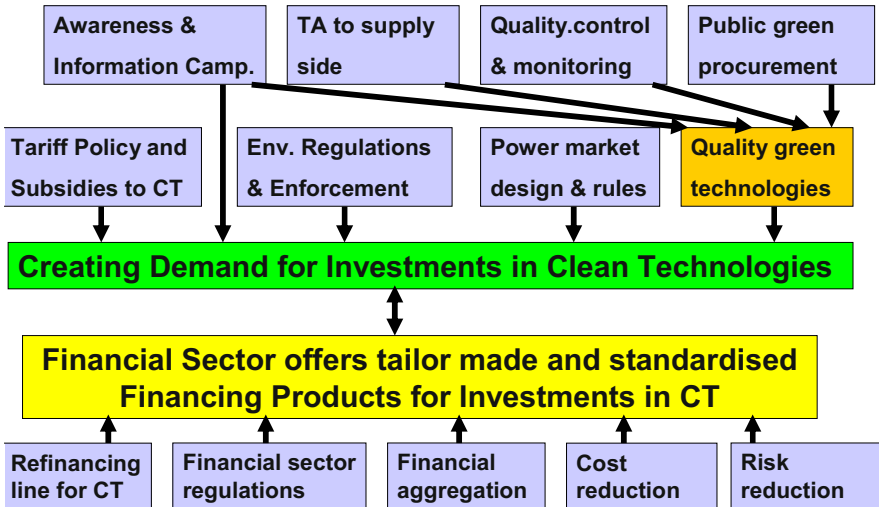 Awareness &
Information Camp.
TA to supply
side
Quality.control
& monitoring
Public green
procurement
Tariff Policy and
Subsidies to CT
Env. Regulations
& Enforcement
Power market
design & rules
Quality green
technologies
Creating Demand for Investments in Clean Technologies
Financial Sector offers tailor made and standardised
Financing Products for Investments in CT
Refinancing
line for CT
Financial sector
regulations
Financial
aggregation
Cost
reduction
Risk
reduction